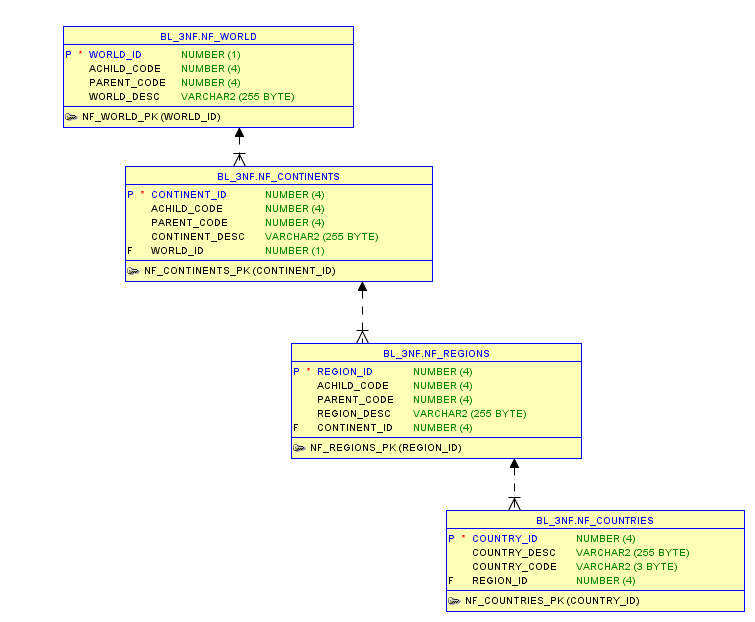 BL_3NF.NF_WORLD
P * WORLD_ID NUMBER (1)
ACHILD_CODE NUMBER (4)
PARENT_CODE NUMBER (4)
WORLD_DESC VARCHAR2 (255 BYTE)
NF_WORLD_PK (WORLD_ID)
BL_3NF.NF_CONTINENTS
P * CONTINENT_ID NUMBER (4)
ACHILD_CODE NUMBER (4)
PARENT_CODE NUMBER (4)
CONTINENT_DESC VARCHAR2 (255 BYTE)
F WORLD_ID NUMBER (1)
NF_CONTINENTS_PK (CONTINENT_ID)
BL_3NF.NF_REGIONS
P * REGION_ID NUMBER (4)
ACHILD_CODE NUMBER (4)
PARENT_CODE NUMBER (4)
REGION_DESC VARCHAR2 (255 BYTE)
F CONTINENT_ID NUMBER (4)
NF_REGIONS_PK (REGION_ID)
BL_3NF.NF_COUNTRIES
P * COUNTRY_ID NUMBER (4)
COUNTRY_DESC VARCHAR2 (255 BYTE)
COUNTRY_CODE VARCHAR2 (3 BYTE)
F REGION_ID NUMBER (4)
NF_COUNTRIES_PK (COUNTRY_ID)